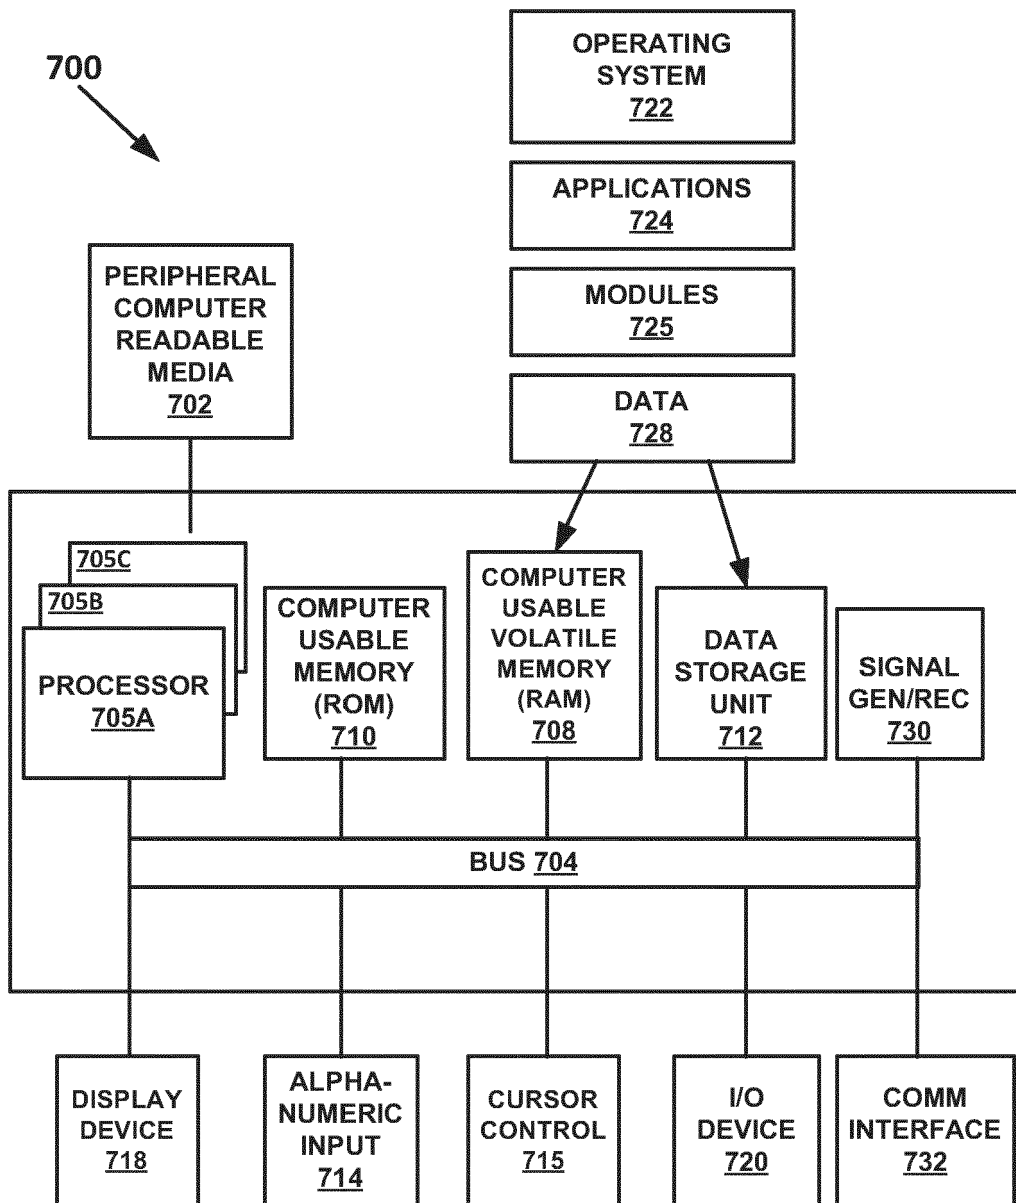 700
OPERATING
SYSTEM
722
APPLICATIONS
724
MODULES
725
DATA
728
PERIPHERAL
COMPUTER
READABLE
MEDIA
702
705C
705B
PROCESSOR
705A
COMPUTER
USABLE
MEMORY
(ROM)
710
COMPUTER
USABLE
VOLATILE
MEMORY
(RAM)
708
DATA
STORAGE
UNIT
712
SIGNAL
GEN/REC
730
BUS 704
DISPLAY
DEVICE
718
ALPHA-
NUMERIC
INPUT
714
CURSOR
CONTROL
715
I/O
DEVICE
720
COMM
INTERFACE
732